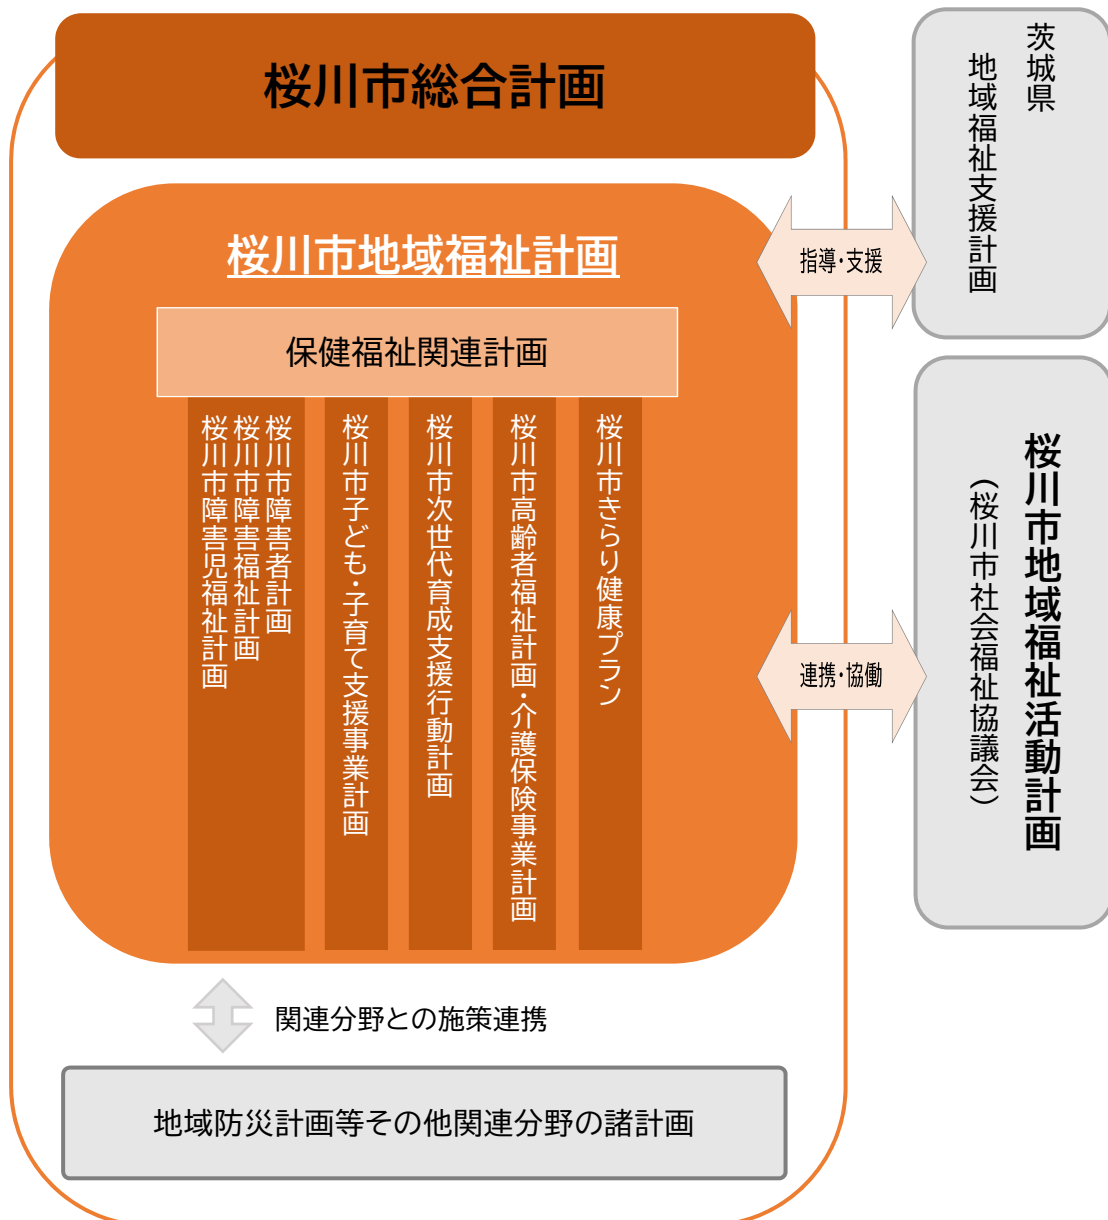 桜川市総合計画
桜川市地域福祉計画
保健福祉関連計画
桜川市障害者計画
桜川市障害福祉計画
桜川市障害児福祉計画
桜川市子ども・子育て支援事業計画
桜川市次世代育成支援行動計画
桜川市高齢者福祉計画・介護保険事業計画
桜川市きらり健康プラン
関連分野との施策連携
地域防災計画等その他関連分野の諸計画
指導・支援
茨城県
地域福祉支援計画
連携・協働
桜川市地域福祉活動計画
（桜川市社会福祉協議会）